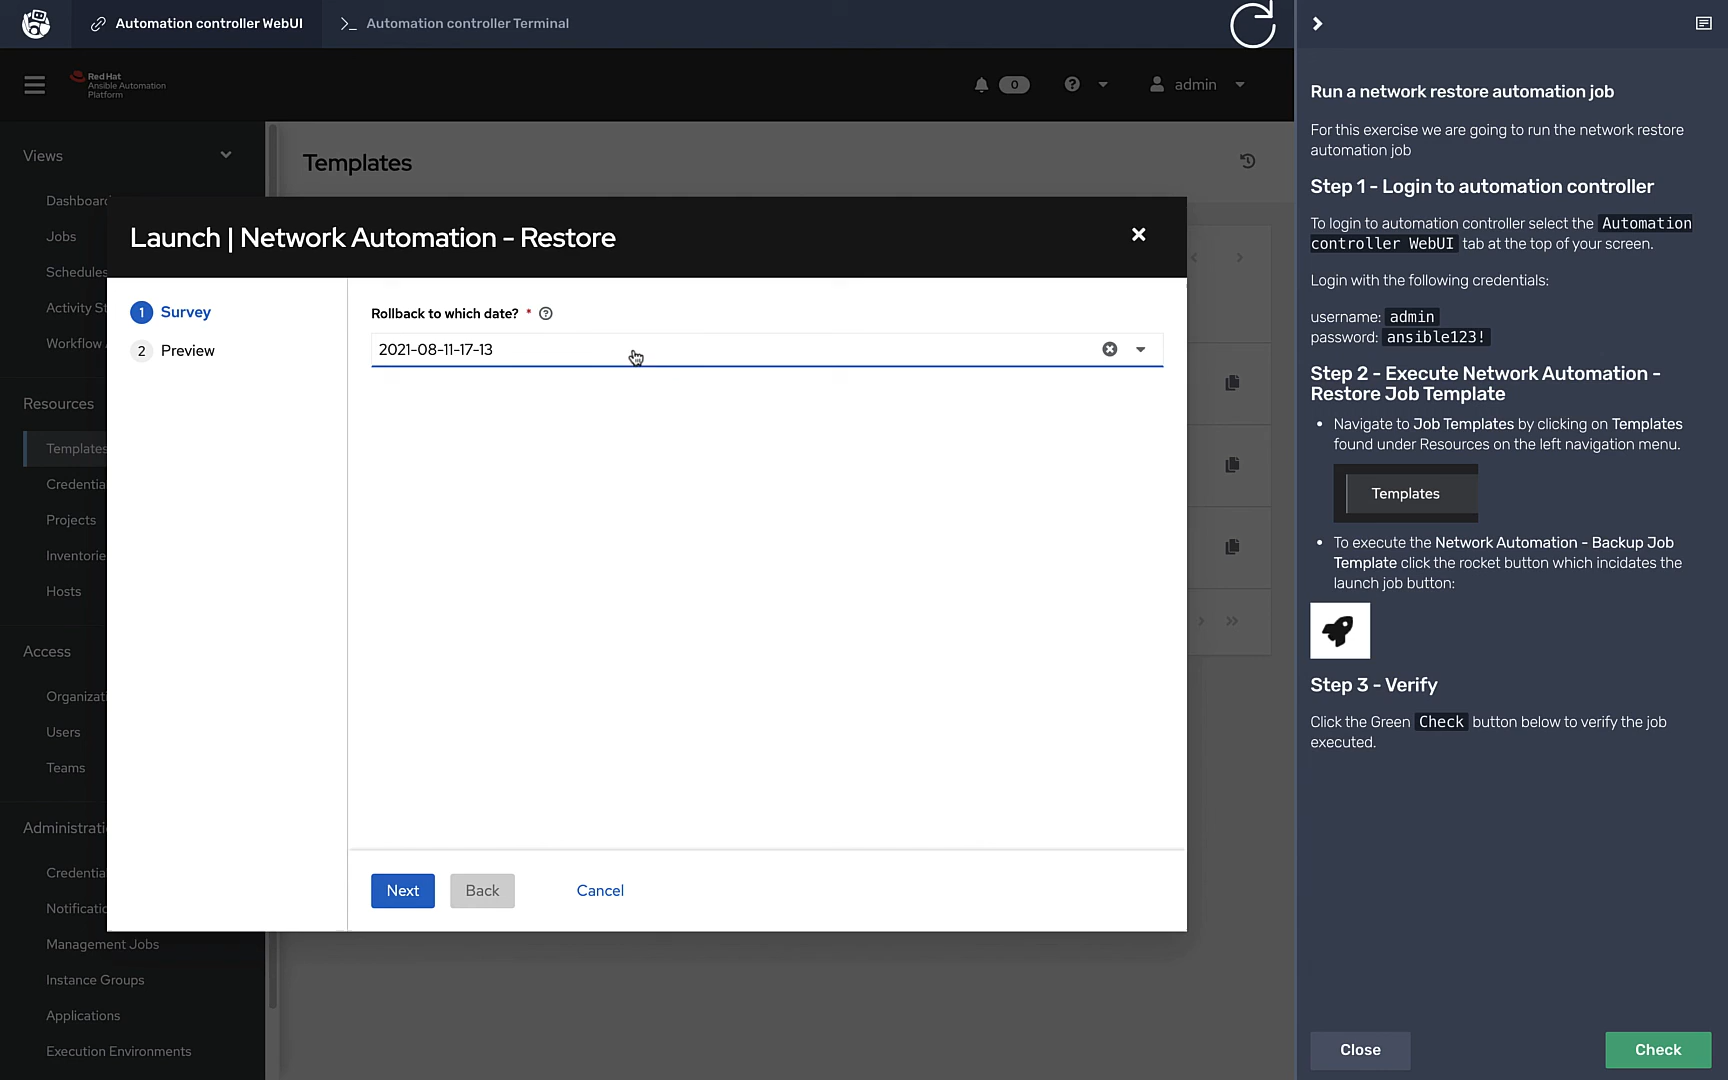 Automation controller WebUI
Automation controller Terminal
Red Hat
Ansible Automation
Platform
0
admin
Views
Dashboard
Jobs
Schedules
Activity St
Workflow A
Resources
Templates
Credentia
Projects
Inventorie
Hosts
Access
Organizati
Users
Teams
Administrati
Credentia
Notificatio
Management Jobs
Instance Groups
Applications
Execution Environments
Templates
Launch | Network Automation - Restore
1 Survey
2 Preview
Rollback to which date? *
2021-08-11-17-13
Next
Back
Cancel
Run a network restore automation job
For this exercise we are going to run the network restore
automation job
Step 1 - Login to automation controller
To login to automation controller select the Automation
controller WebUI tab at the top of your screen.
Login with the following credentials:
username: admin
password: ansible123!
Step 2 - Execute Network Automation -
Restore Job Template
• Navigate to Job Templates by clicking on Templates
found under Resources on the left navigation menu.
Templates
• To execute the Network Automation - Backup Job
Template click the rocket button which incidates the
launch job button:
Step 3 - Verify
Click the Green Check button below to verify the job
executed.
Close
Check